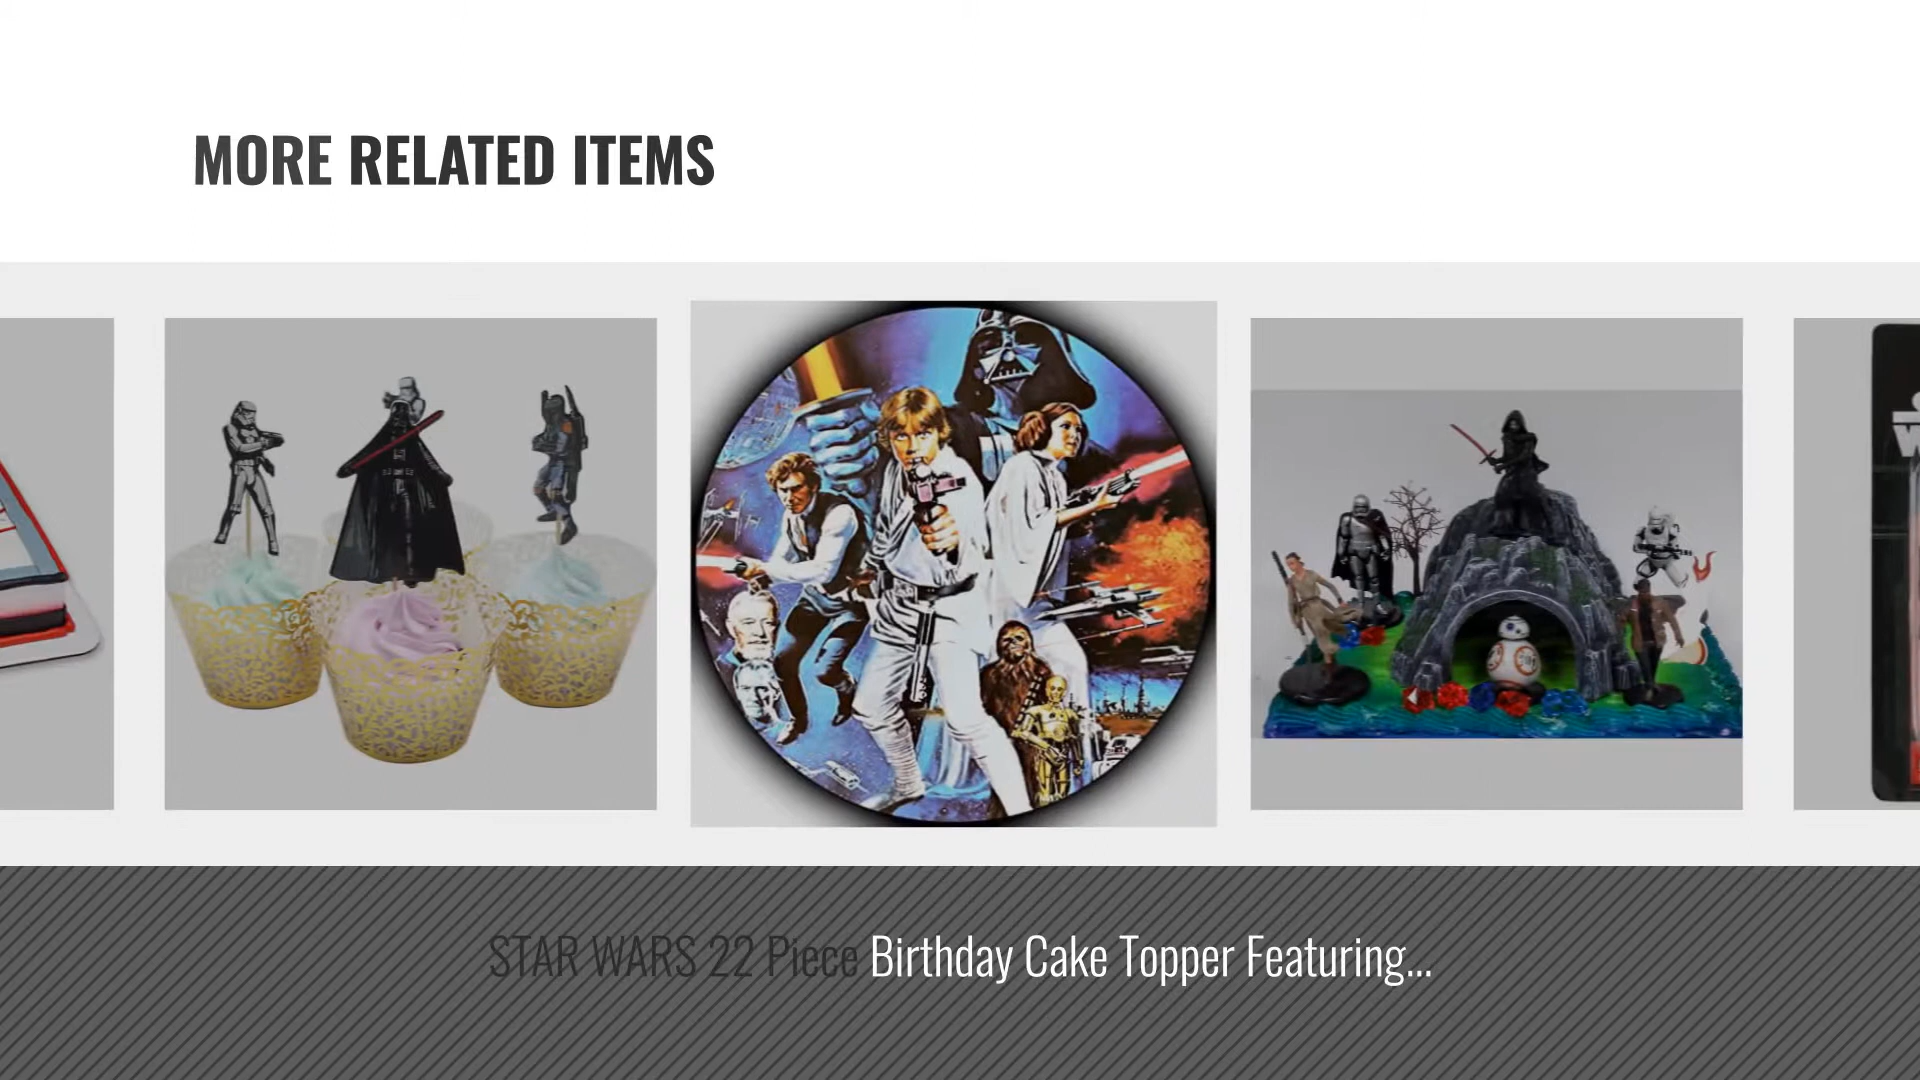 MORE RELATED ITEMS
STAR WARS 22 Piece Birthday Cake Topper Featuring...